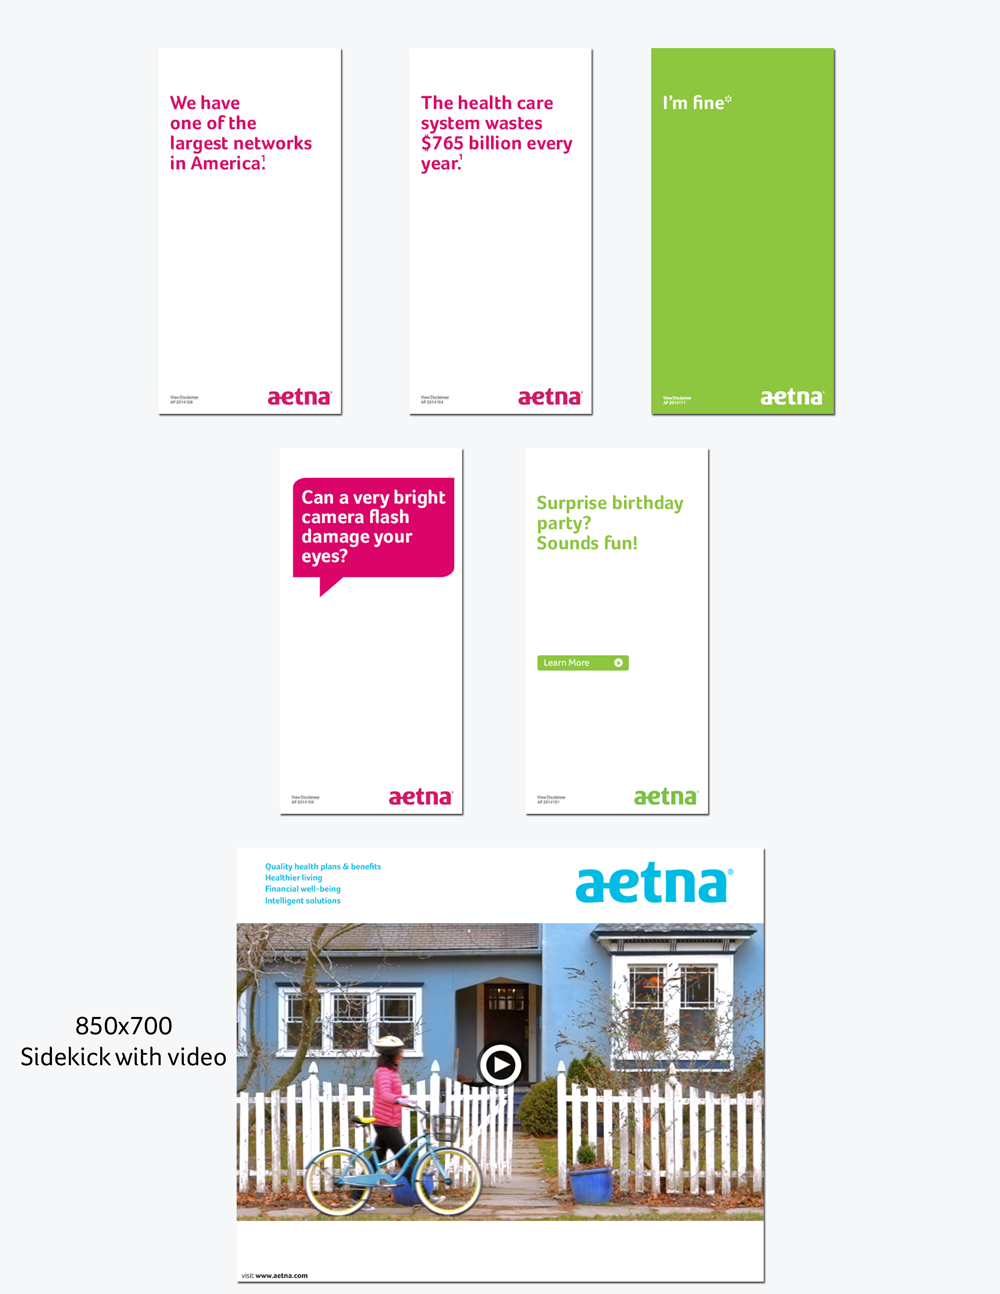 We have
one of the
largest networks
in America.¹
View Disclaimer
AP 2014108
aetna®
The health care
system wastes
$765 billion every
year.¹
View Disclaimer
AP 2014104
aetna®
I'm fine*
View Disclaimer
AP 2014111
aetna®
Can a very bright
camera flash
damage your
eyes?
View Disclaimer
AP 2014106
aetna®
Surprise birthday
party?
Sounds fun!
Learn More
View Disclaimer
AP 2014101
aetna®
Quality health plans & benefits
Healthier living
Financial well-being
Intelligent solutions
aetna®
850x700
Sidekick with video
visit www.aetna.com